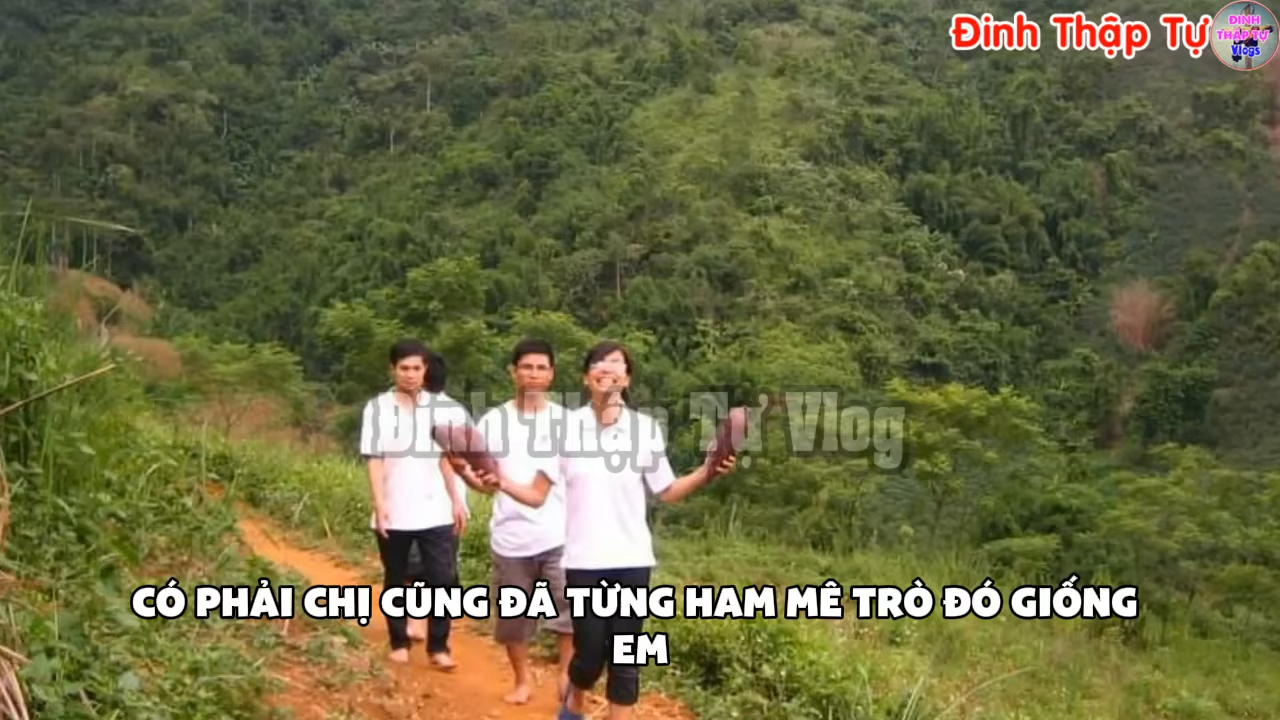 Đinh Thập Tự
ĐINH
THẬP TỰ
Vlogs
Đinh Thập Tự Vlog
CÓ PHẢI CHỊ CŨNG ĐÃ TỪNG HAM MÊ TRÒ ĐÓ GIỐNG
EM